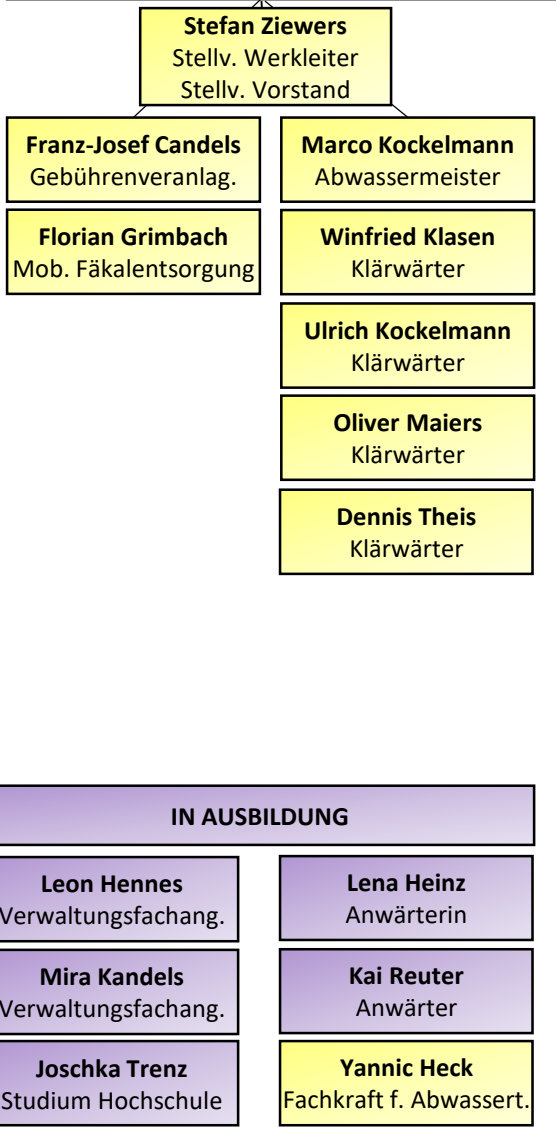 Stefan Ziewers
Stellv. Werkleiter
Stellv. Vorstand
Franz-Josef Candels
Gebührenveranlag.
Florian Grimbach
Mob. Fäkalentsorgung
Marco Kockelmann
Abwassermeister
Winfried Klasen
Klärwärter
Ulrich Kockelmann
Klärwärter
Oliver Maiers
Klärwärter
Dennis Theis
Klärwärter
IN AUSBILDUNG
Leon Hennes
Verwaltungsfachang.
Lena Heinz
Anwärterin
Mira Kandels
Verwaltungsfachang.
Kai Reuter
Anwärter
Joschka Trenz
Studium Hochschule
Yannic Heck
Fachkraft f. Abwassert.